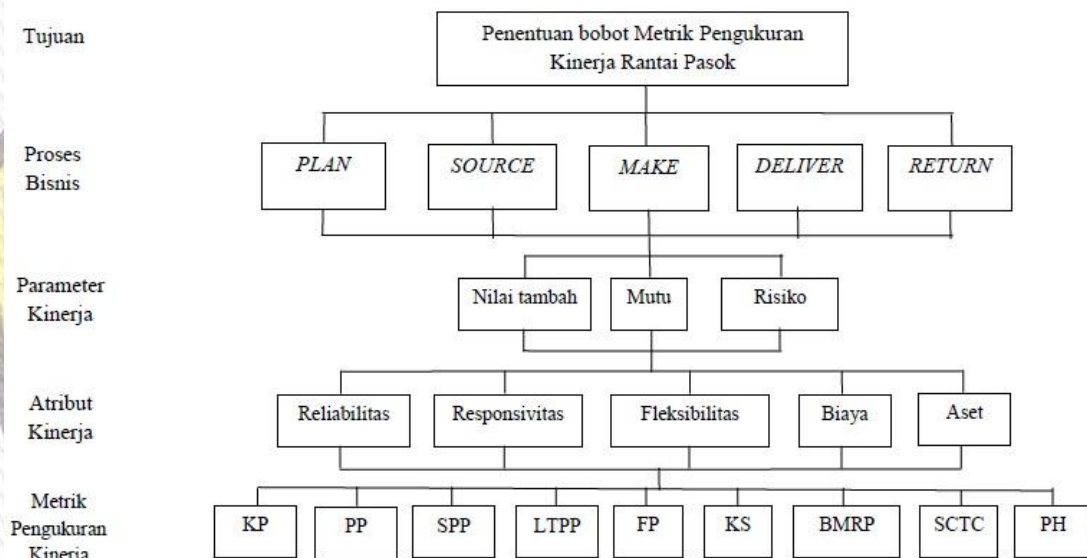 Tujuan
Penentuan bobot Metrik Pengukuran
Kinerja Rantai Pasok
Proses
Bisnis
PLAN
SOURCE
MAKE
DELIVER
RETURN
Parameter
Kinerja
Nilai tambah
Mutu
Risiko
Atribut
Kinerja
Reliabilitas
Responsivitas
Fleksibilitas
Biaya
Aset
Metrik
Pengukuran
Kinerja
KP
PP
SPP
LTPP
FP
KS
BMRP
SCTC
PH